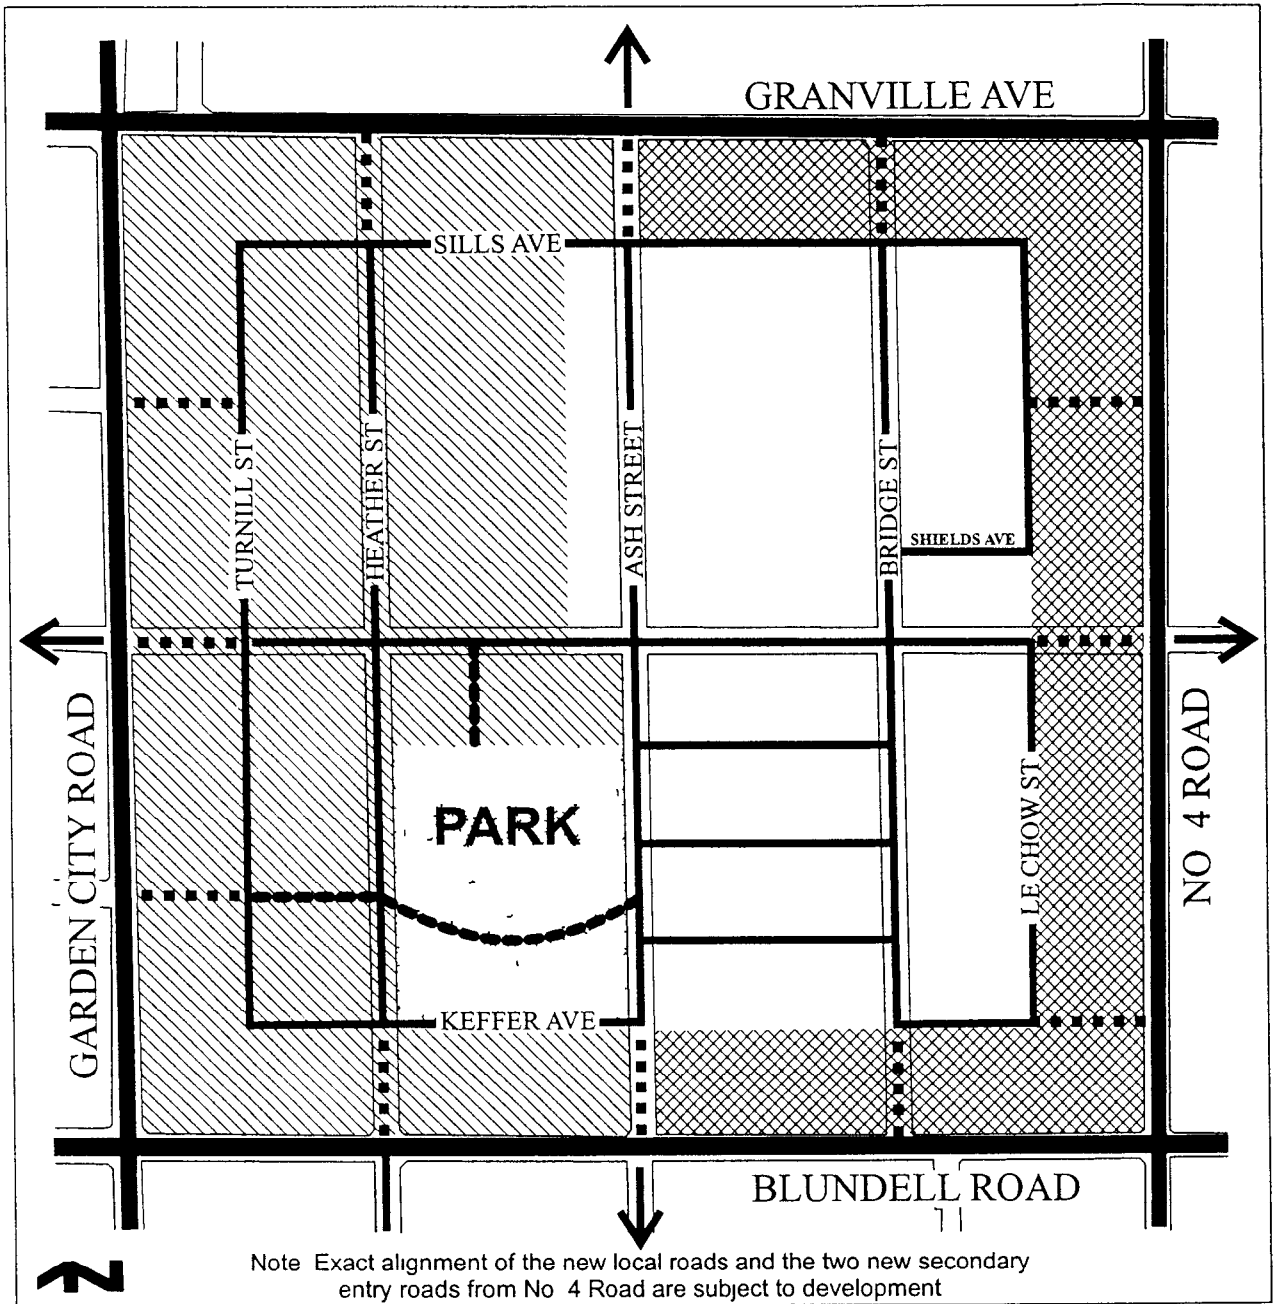 GRANVILLE AVE
SILLS AVE
TURNILL ST
HEATHER ST
ASH STREET
BRIDGE ST
SHIELDS AVE
GARDEN CITY ROAD
PARK
LE CHOW ST
NO 4 ROAD
KEFFER AVE
BLUNDELL ROAD
N
Note Exact alignment of the new local roads and the two new secondary
entry roads from No 4 Road are subject to development